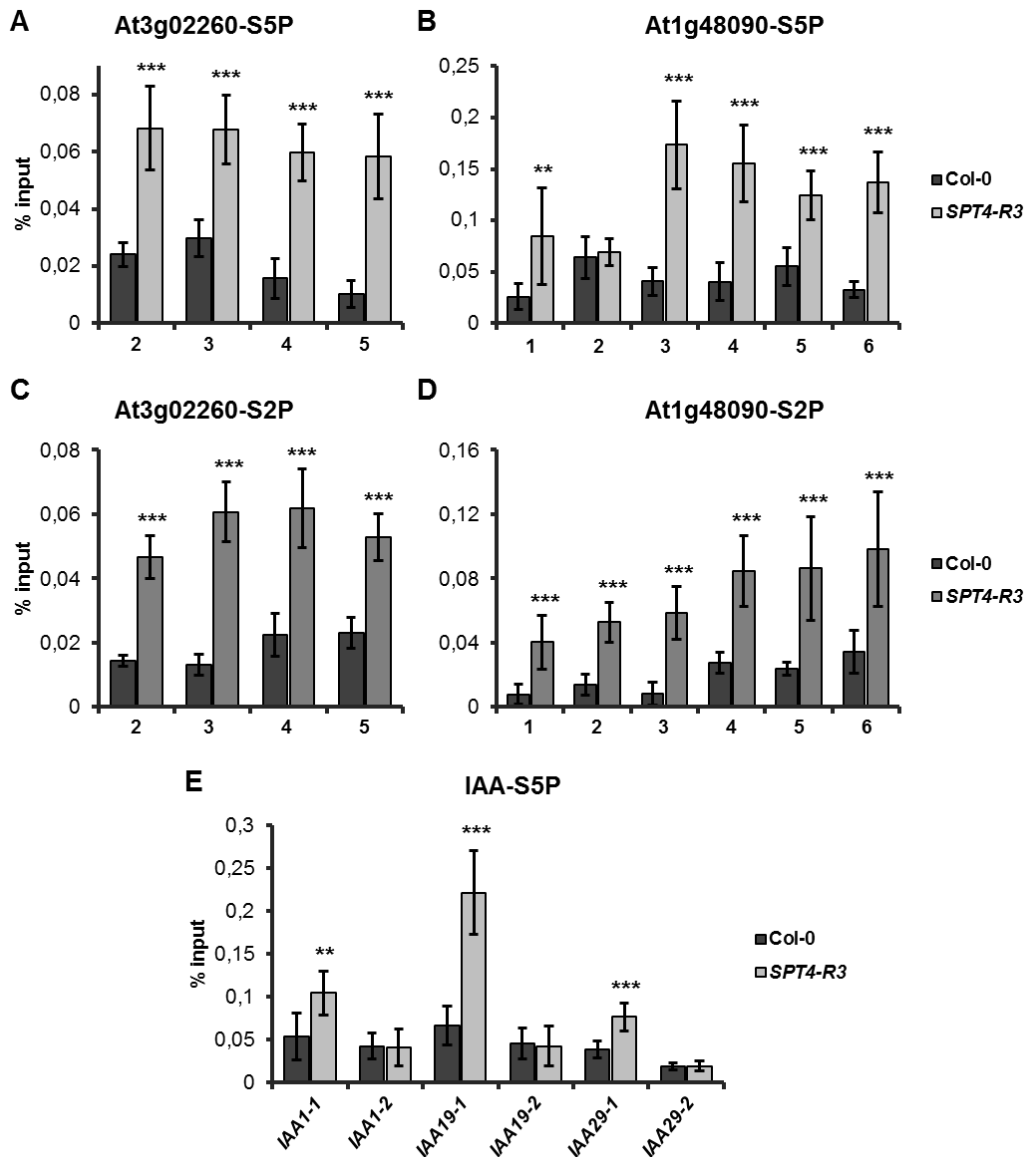 A
At3g02260-S5P
% input
0,08
0,06
0,04
0,02
0
***
***
***
***
2 3 4 5
B
At1g48090-S5P
0,25
0,2
0,15
0,1
0,05
0
**
***
***
***
***
1 2 3 4 5 6
Col-0
SPT4-R3
C
At3g02260-S2P
% input
0,08
0,06
0,04
0,02
0
***
***
***
***
2 3 4 5
D
At1g48090-S2P
0,16
0,12
0,08
0,04
0
***
***
***
***
***
***
1 2 3 4 5 6
Col-0
SPT4-R3
E
IAA-S5P
% input
0,3
0,25
0,2
0,15
0,1
0,05
0
**
***
***
IAA1-1
IAA1-2
IAA19-1
IAA19-2
IAA29-1
IAA29-2
Col-0
SPT4-R3